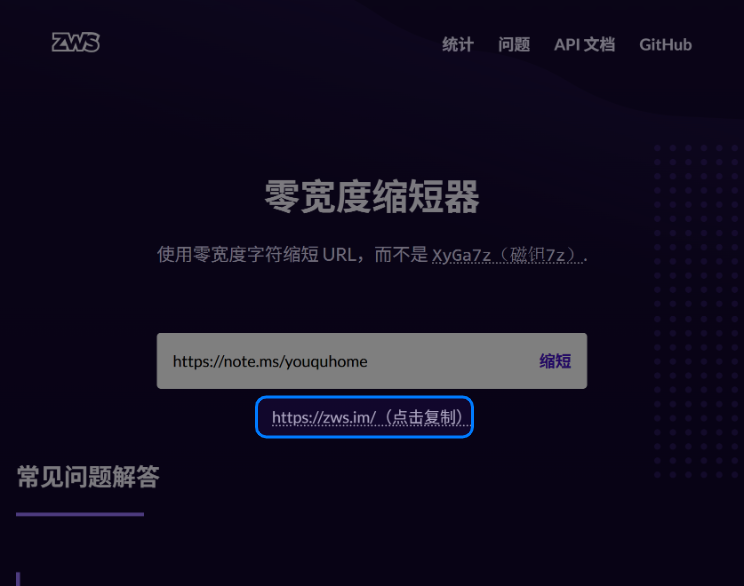 ZWS
统计 问题 API 文档 GitHub
零宽度缩短器
使用零宽度字符缩短 URL，而不是 XyGa7z（磁钽7z）.
https://note.ms/youquhome 缩短
https://zws.im/（点击复制）
常见问题解答